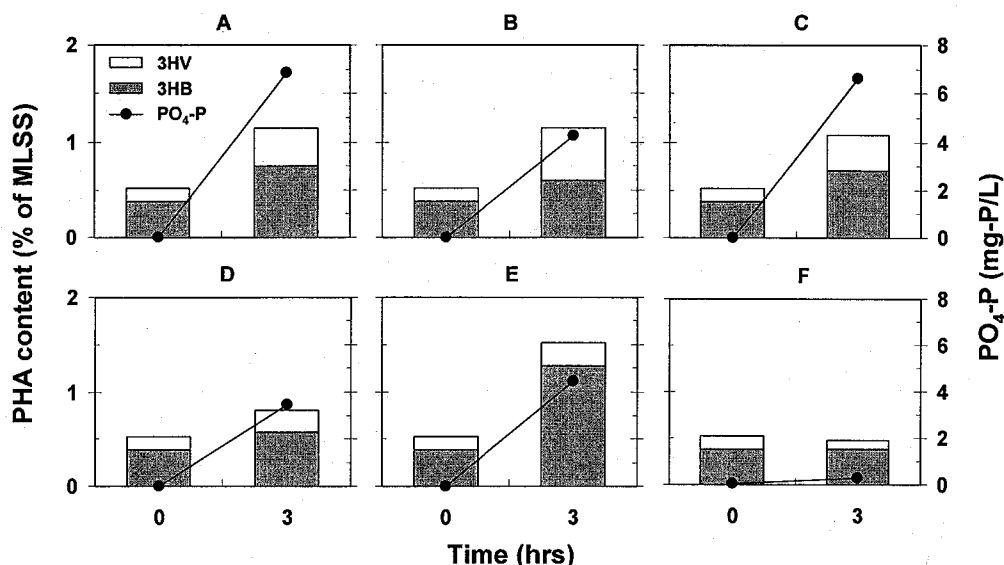 A B C
2 8
3HV
3HB
PO₄-P
6
1 4
2
0 0
D E F
2 8
6
1 4
2
0 0
0 3 0 3 0 3
Time (hrs)
PHA content (% of MLSS)
PO₄-P (mg-P/L)